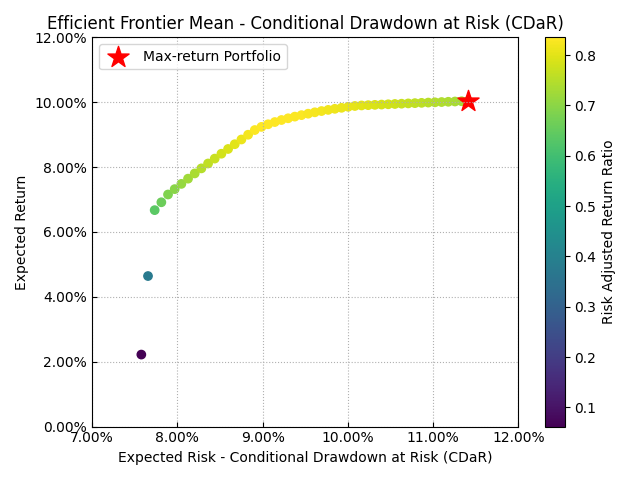 Efficient Frontier Mean - Conditional Drawdown at Risk (CDaR)
12.00%
10.00%
8.00%
6.00%
4.00%
2.00%
0.00%
Expected Return
Max-return Portfolio
7.00% 8.00% 9.00% 10.00% 11.00% 12.00%
Expected Risk - Conditional Drawdown at Risk (CDaR)
0.8
0.7
0.6
0.5
0.4
0.3
0.2
0.1
Risk Adjusted Return Ratio